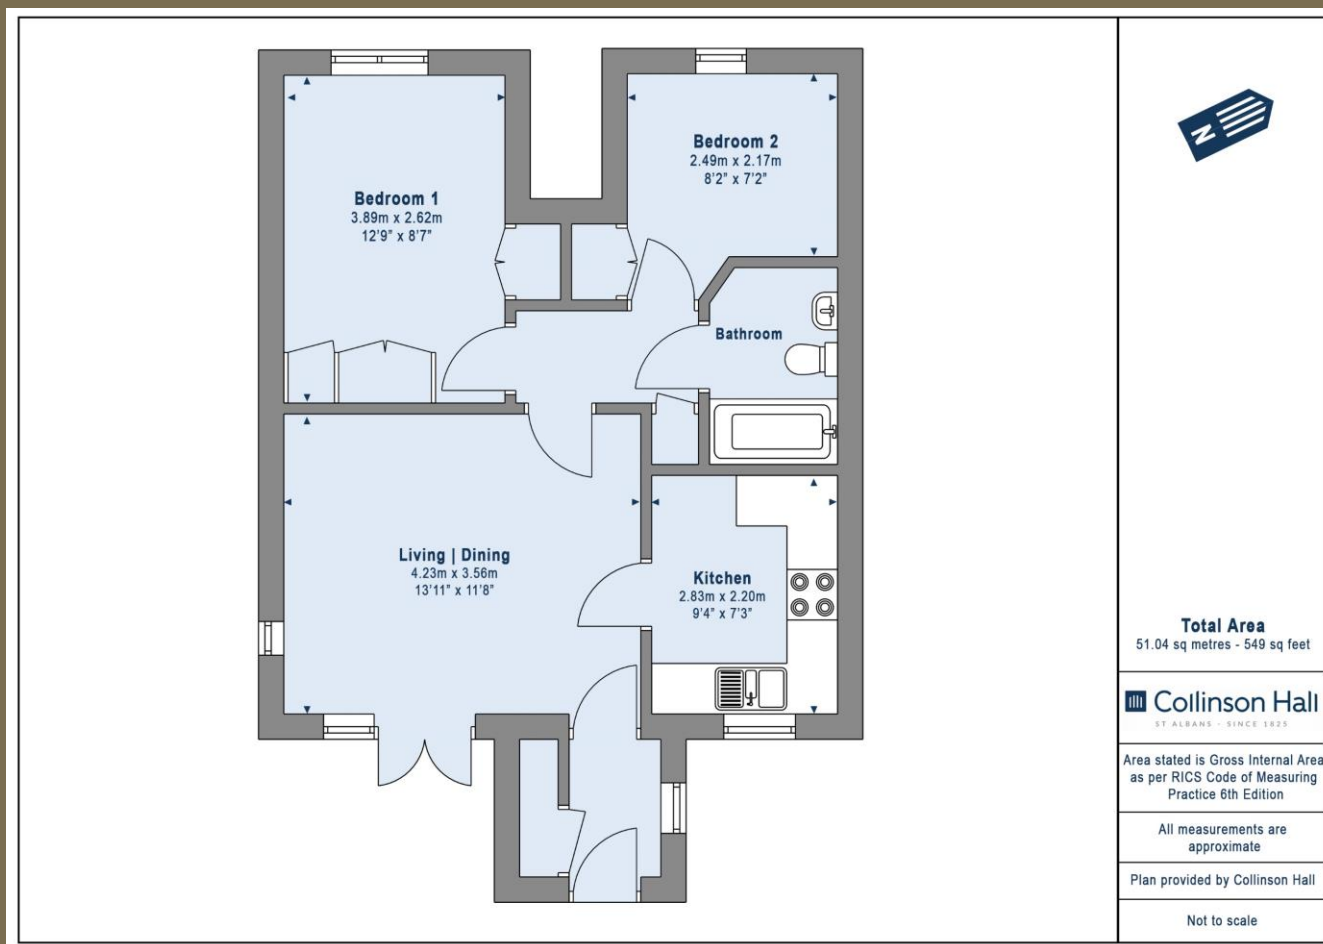 Bedroom 1
3.89m x 2.62m
12'9" x 8'7"
Bedroom 2
2.49m x 2.17m
8'2" x 7'2"
Bathroom
Living | Dining
4.23m x 3.56m
13'11" x 11'8"
Kitchen
2.83m x 2.20m
9'4" x 7'3"
N
Total Area
51.04 sq metres - 549 sq feet
Collinson Hall
ST ALBANS · SINCE 1825
Area stated is Gross Internal Area
as per RICS Code of Measuring
Practice 6th Edition
All measurements are
approximate
Plan provided by Collinson Hall
Not to scale